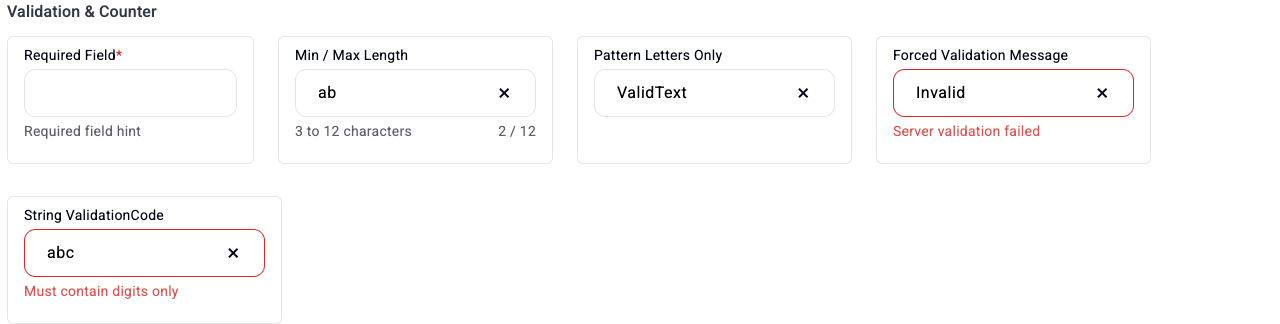 Validation & Counter
Required Field*
Required field hint
Min / Max Length
ab ×
3 to 12 characters 2 / 12
Pattern Letters Only
ValidText ×
Forced Validation Message
Invalid ×
Server validation failed
String ValidationCode
abc ×
Must contain digits only